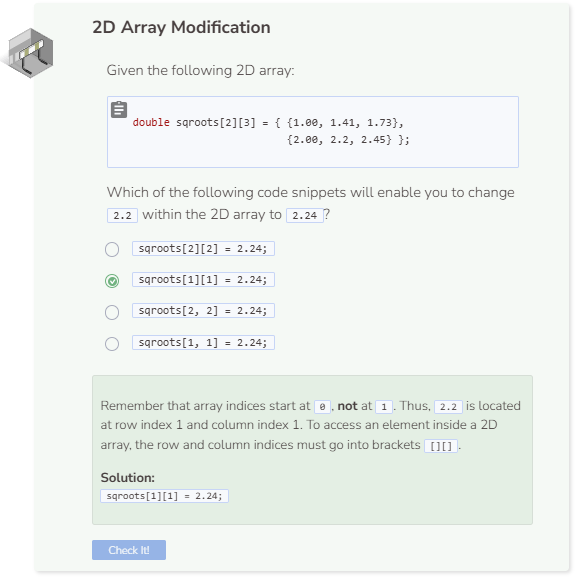 2D Array Modification
Given the following 2D array:
double sqroots[2][3] = { {1.00, 1.41, 1.73},
{2.00, 2.2, 2.45} };
Which of the following code snippets will enable you to change
2.2 within the 2D array to 2.24 ?
sqroots[2][2] = 2.24;
sqroots[1][1] = 2.24;
sqroots[2, 2] = 2.24;
sqroots[1, 1] = 2.24;
Remember that array indices start at 0 , not at 1 . Thus, 2.2 is located
at row index 1 and column index 1. To access an element inside a 2D
array, the row and column indices must go into brackets [][] .
Solution:
sqroots[1][1] = 2.24;
Check It!